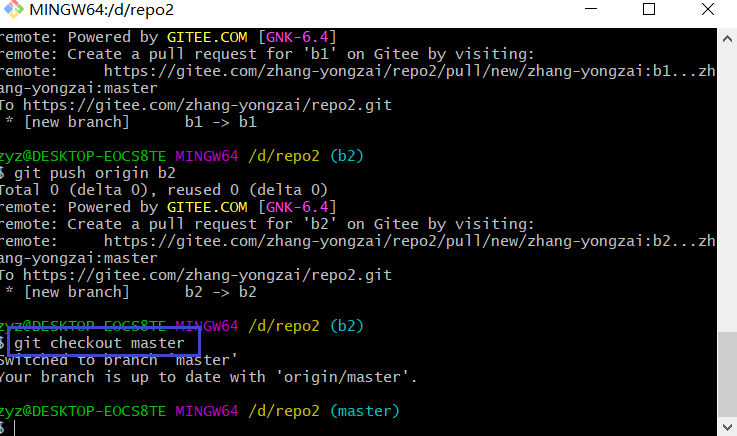 MINGW64:/d/repo2
remote: Powered by GITEE.COM [GNK-6.4]
remote: Create a pull request for 'b1' on Gitee by visiting:
remote:     https://gitee.com/zhang-yongzai/repo2/pull/new/zhang-yongzai:b1...zh
ang-yongzai:master
To https://gitee.com/zhang-yongzai/repo2.git
 * [new branch]      b1 -> b1
zyz@DESKTOP-EOCS8TE MINGW64 /d/repo2 (b2)
$ git push origin b2
Total 0 (delta 0), reused 0 (delta 0)
remote: Powered by GITEE.COM [GNK-6.4]
remote: Create a pull request for 'b2' on Gitee by visiting:
remote:     https://gitee.com/zhang-yongzai/repo2/pull/new/zhang-yongzai:b2...zh
ang-yongzai:master
To https://gitee.com/zhang-yongzai/repo2.git
 * [new branch]      b2 -> b2
zyz@DESKTOP-EOCS8TE MINGW64 /d/repo2 (b2)
$ git checkout master
Switched to branch 'master'
Your branch is up to date with 'origin/master'.
zyz@DESKTOP-EOCS8TE MINGW64 /d/repo2 (master)
$